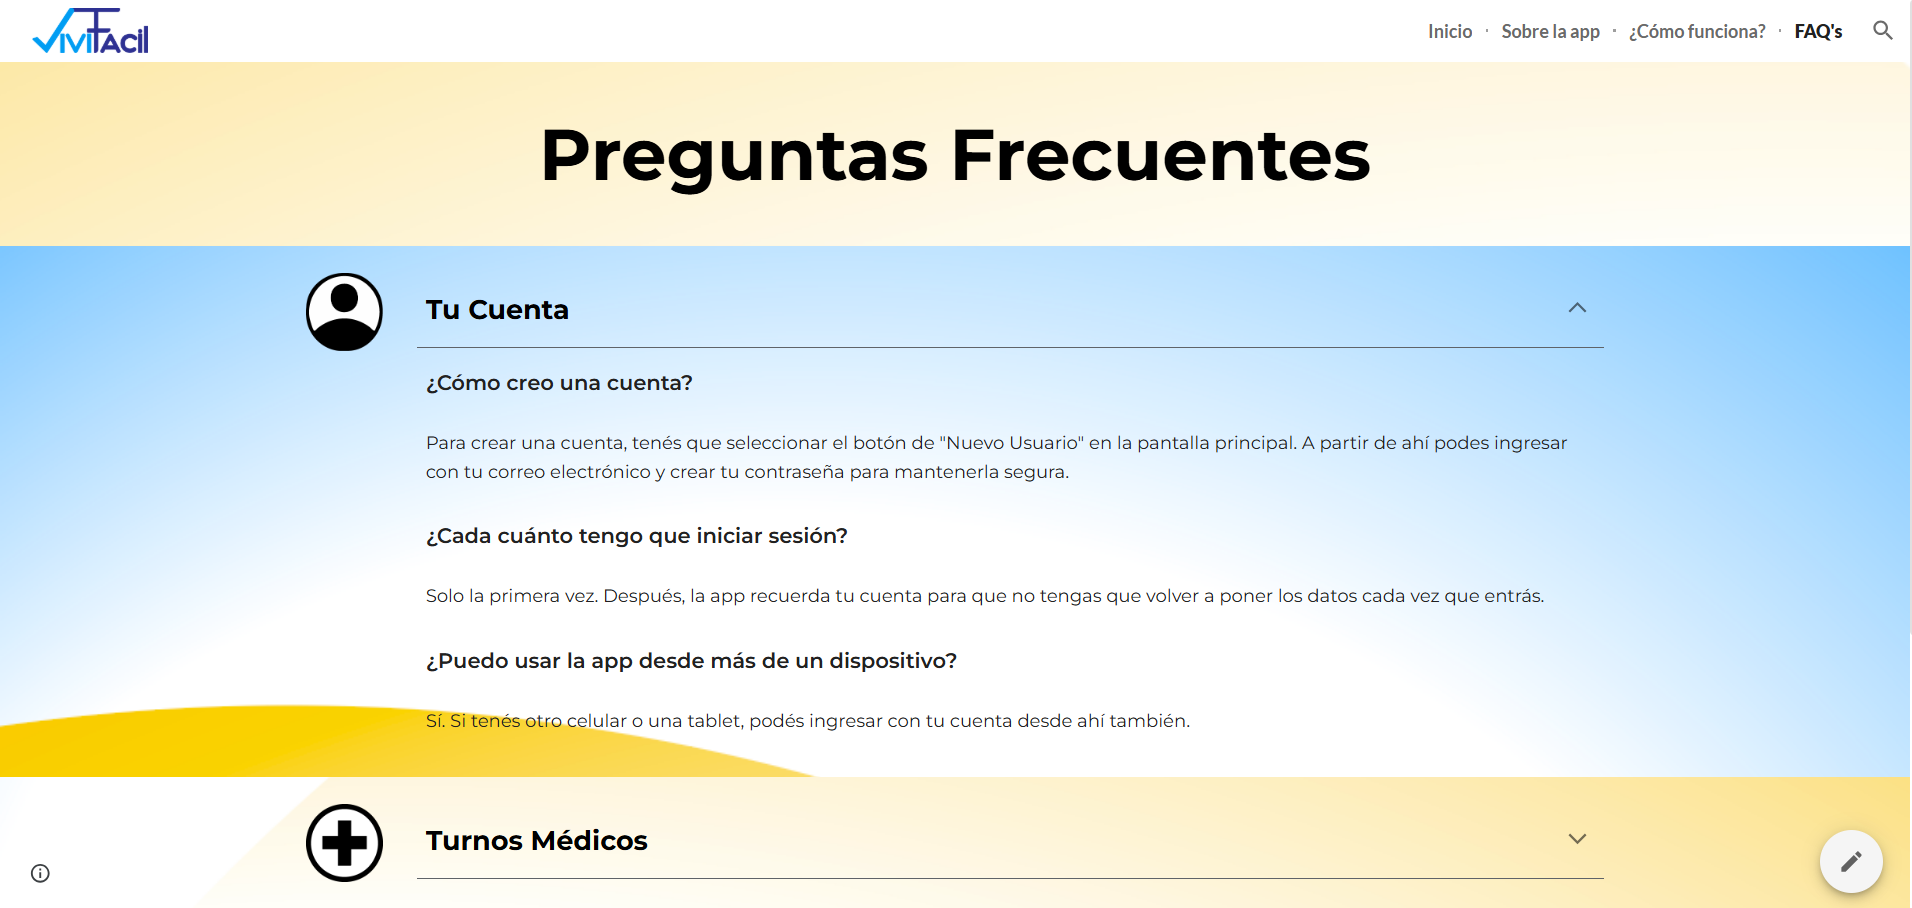 ViviFácil
Inicio · Sobre la app · ¿Cómo funciona? · FAQ's
Preguntas Frecuentes
Tu Cuenta
¿Cómo creo una cuenta?
Para crear una cuenta, tenés que seleccionar el botón de "Nuevo Usuario" en la pantalla principal. A partir de ahí podes ingresar
con tu correo electrónico y crear tu contraseña para mantenerla segura.
¿Cada cuánto tengo que iniciar sesión?
Solo la primera vez. Después, la app recuerda tu cuenta para que no tengas que volver a poner los datos cada vez que entrás.
¿Puedo usar la app desde más de un dispositivo?
Sí. Si tenés otro celular o una tablet, podés ingresar con tu cuenta desde ahí también.
Turnos Médicos